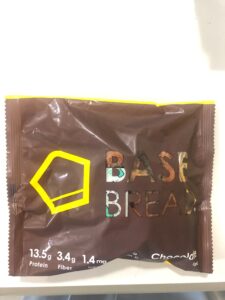 BASE
BREAD
13.5g 3.4g 1.4mg
Protein Fiber
Chocolate